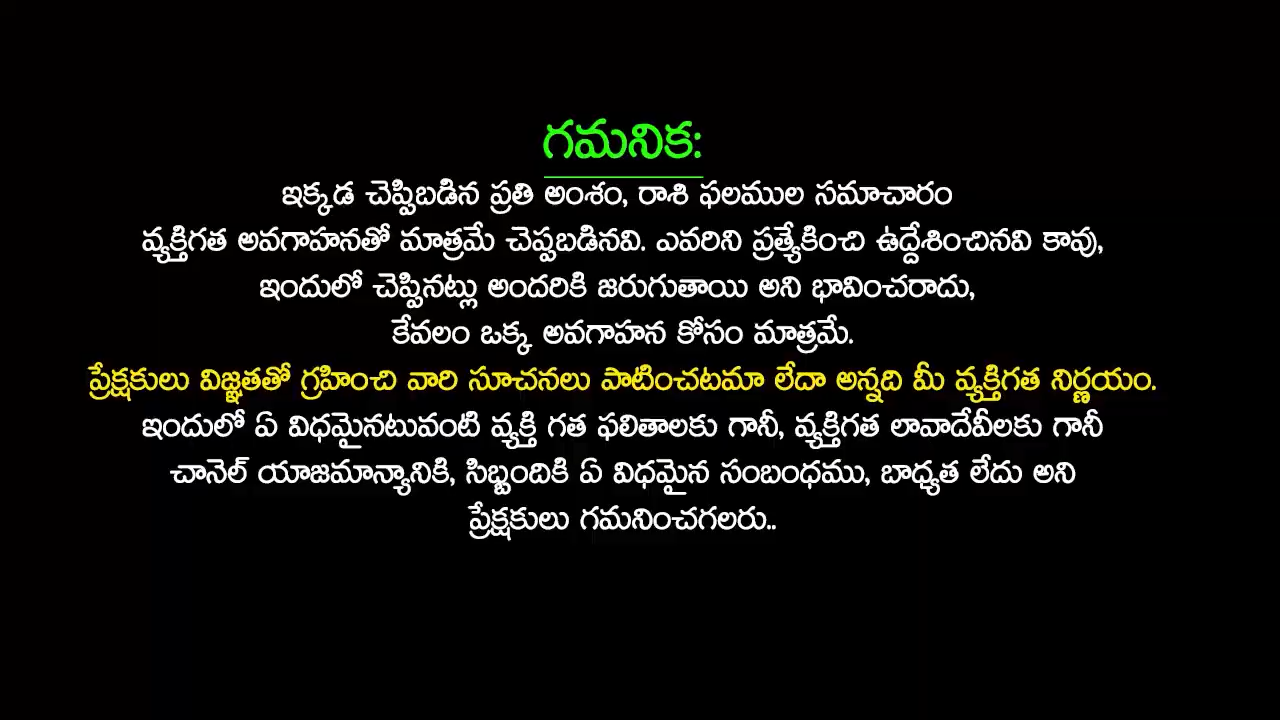 గమనిక:
ఇక్కడ చెప్పిబడిన ప్రతి అంశం, రాశి ఫలముల సమాచారం
వ్యక్తిగత అవగాహనతో మాత్రమే చెప్పబడినవి. ఎవరిని ప్రత్యేకించి ఉద్దేశించినవి కావు,
ఇందులో చెప్పినట్లు అందరికి జరుగుతాయి అని భావించరాదు,
కేవలం ఒక్క అవగాహన కోసం మాత్రమే.
ప్రేక్షకులు విజ్ఞతతో గ్రహించి వారి సూచనలు పాటించటమా లేదా అన్నది మీ వ్యక్తిగత నిర్ణయం.
ఇందులో ఏ విధమైనటువంటి వ్యక్తి గత ఫలితాలకు గానీ, వ్యక్తిగత లావాదేవీలకు గానీ
చానెల్ యాజమాన్యానికి, సిబ్బందికి ఏ విధమైన సంబంధము, బాధ్యత లేదు అని
ప్రేక్షకులు గమనించగలరు..